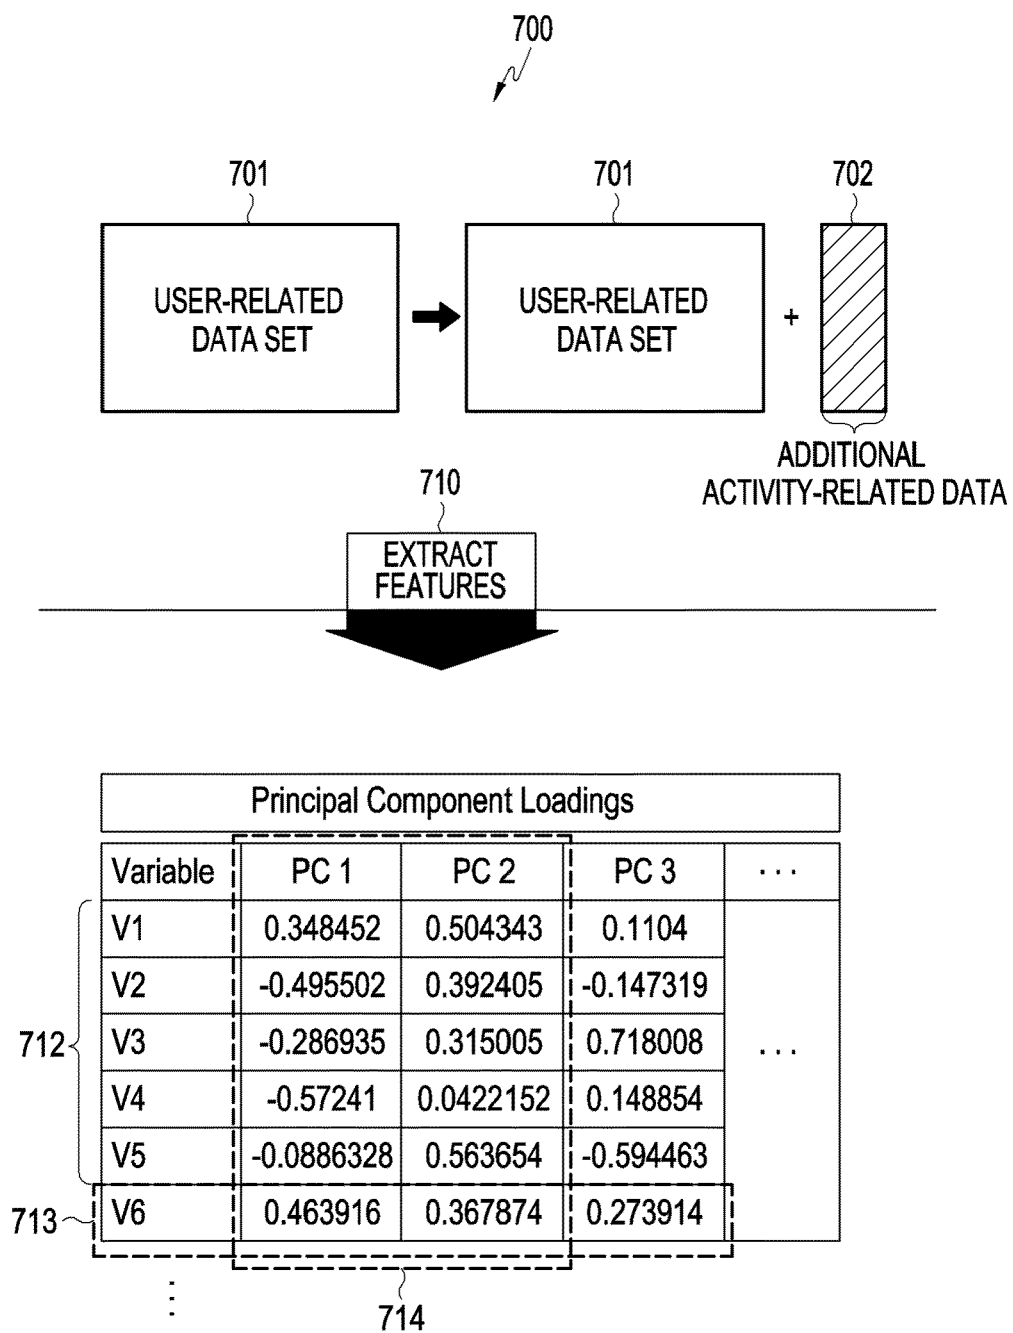 700
701
701
702
USER-RELATED
DATA SET
USER-RELATED
DATA SET
+
ADDITIONAL
ACTIVITY-RELATED DATA
710
EXTRACT
FEATURES
Principal Component Loadings
Variable PC 1 PC 2 PC 3 ...
V1 0.348452 0.504343 0.1104
V2 -0.495502 0.392405 -0.147319
712 V3 -0.286935 0.315005 0.718008 ...
V4 -0.57241 0.0422152 0.148854
V5 -0.0886328 0.563654 -0.594463
713 V6 0.463916 0.367874 0.273914
⋮
714